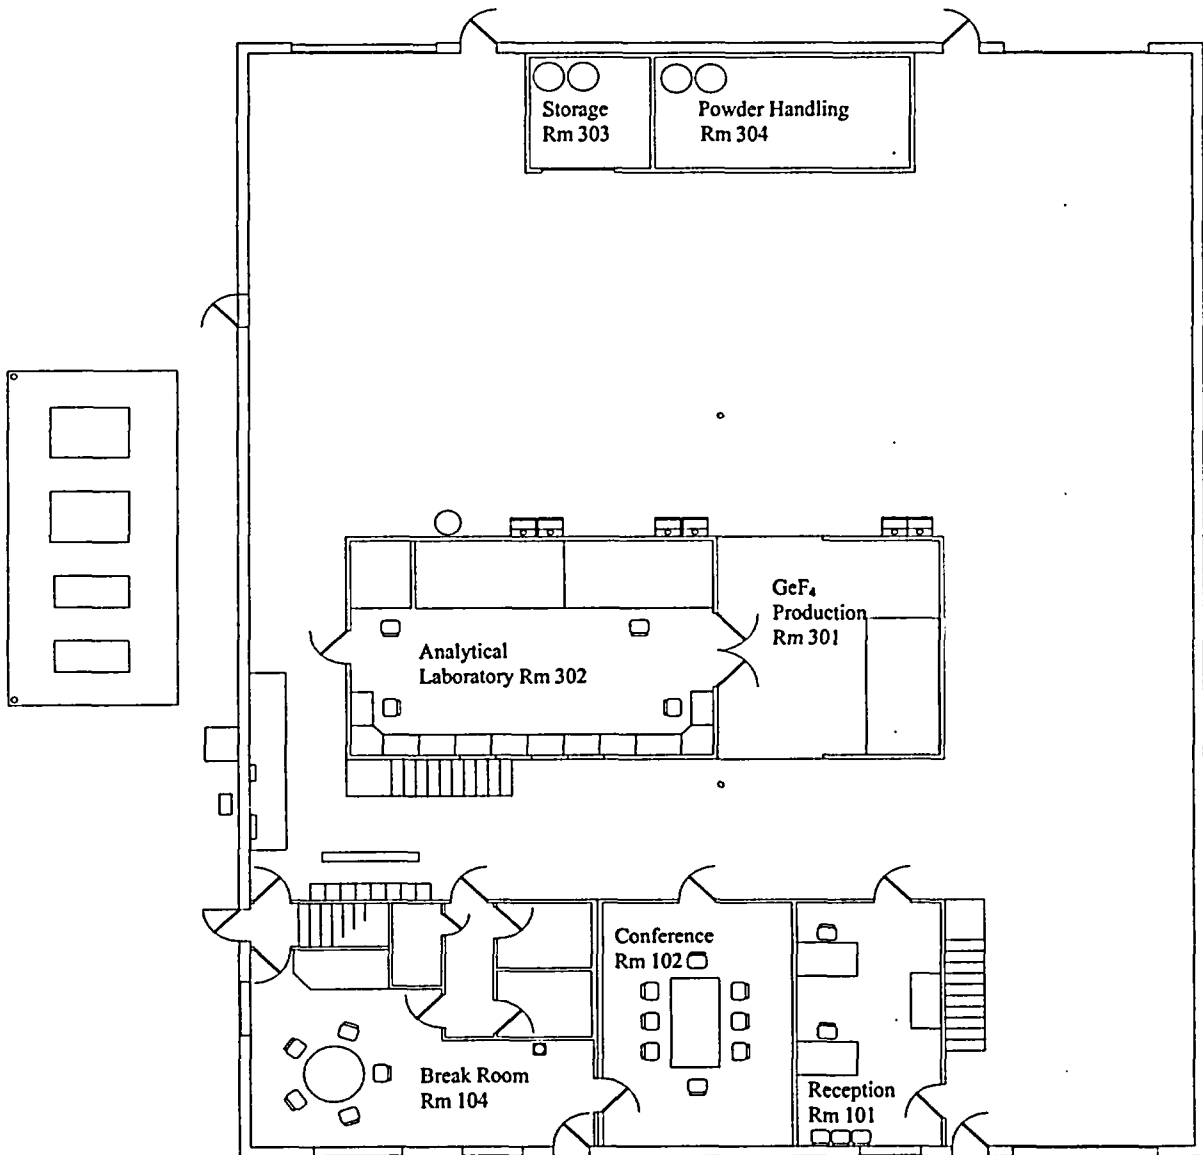 Storage
Rm 303
Powder Handling
Rm 304
GeF₄
Production
Rm 301
Analytical
Laboratory Rm 302
Conference
Rm 102
Break Room
Rm 104
Reception
Rm 101